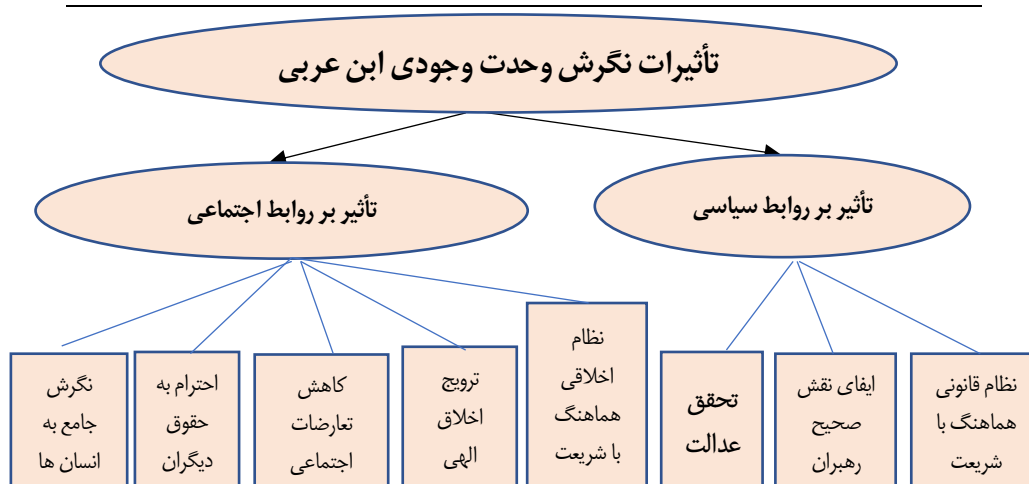 تأثیرات نگرش وحدت وجودی ابن عربی
تأثیر بر روابط سیاسی
تأثیر بر روابط اجتماعی
نظام قانونی
هماهنگ با
شریعت
ایفای نقش
صحیح
رهبران
تحقق
عدالت
نظام
اخلاقی
هماهنگ
با شریعت
ترویج
اخلاق
الهی
کاهش
تعارضات
اجتماعی
احترام به
حقوق
دیگران
نگرش
جامع به
انسان ها